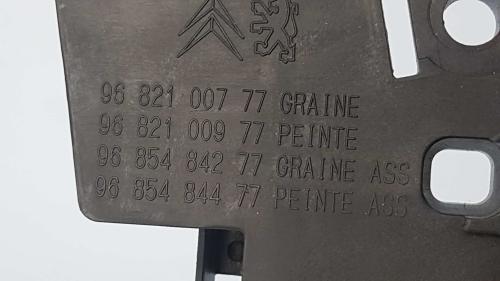 96 821 007 77 GRAINE
96 821 009 77 PEINTE
96 854 842 77 GRAINE ASS
96 854 844 77 PEINTE ASS